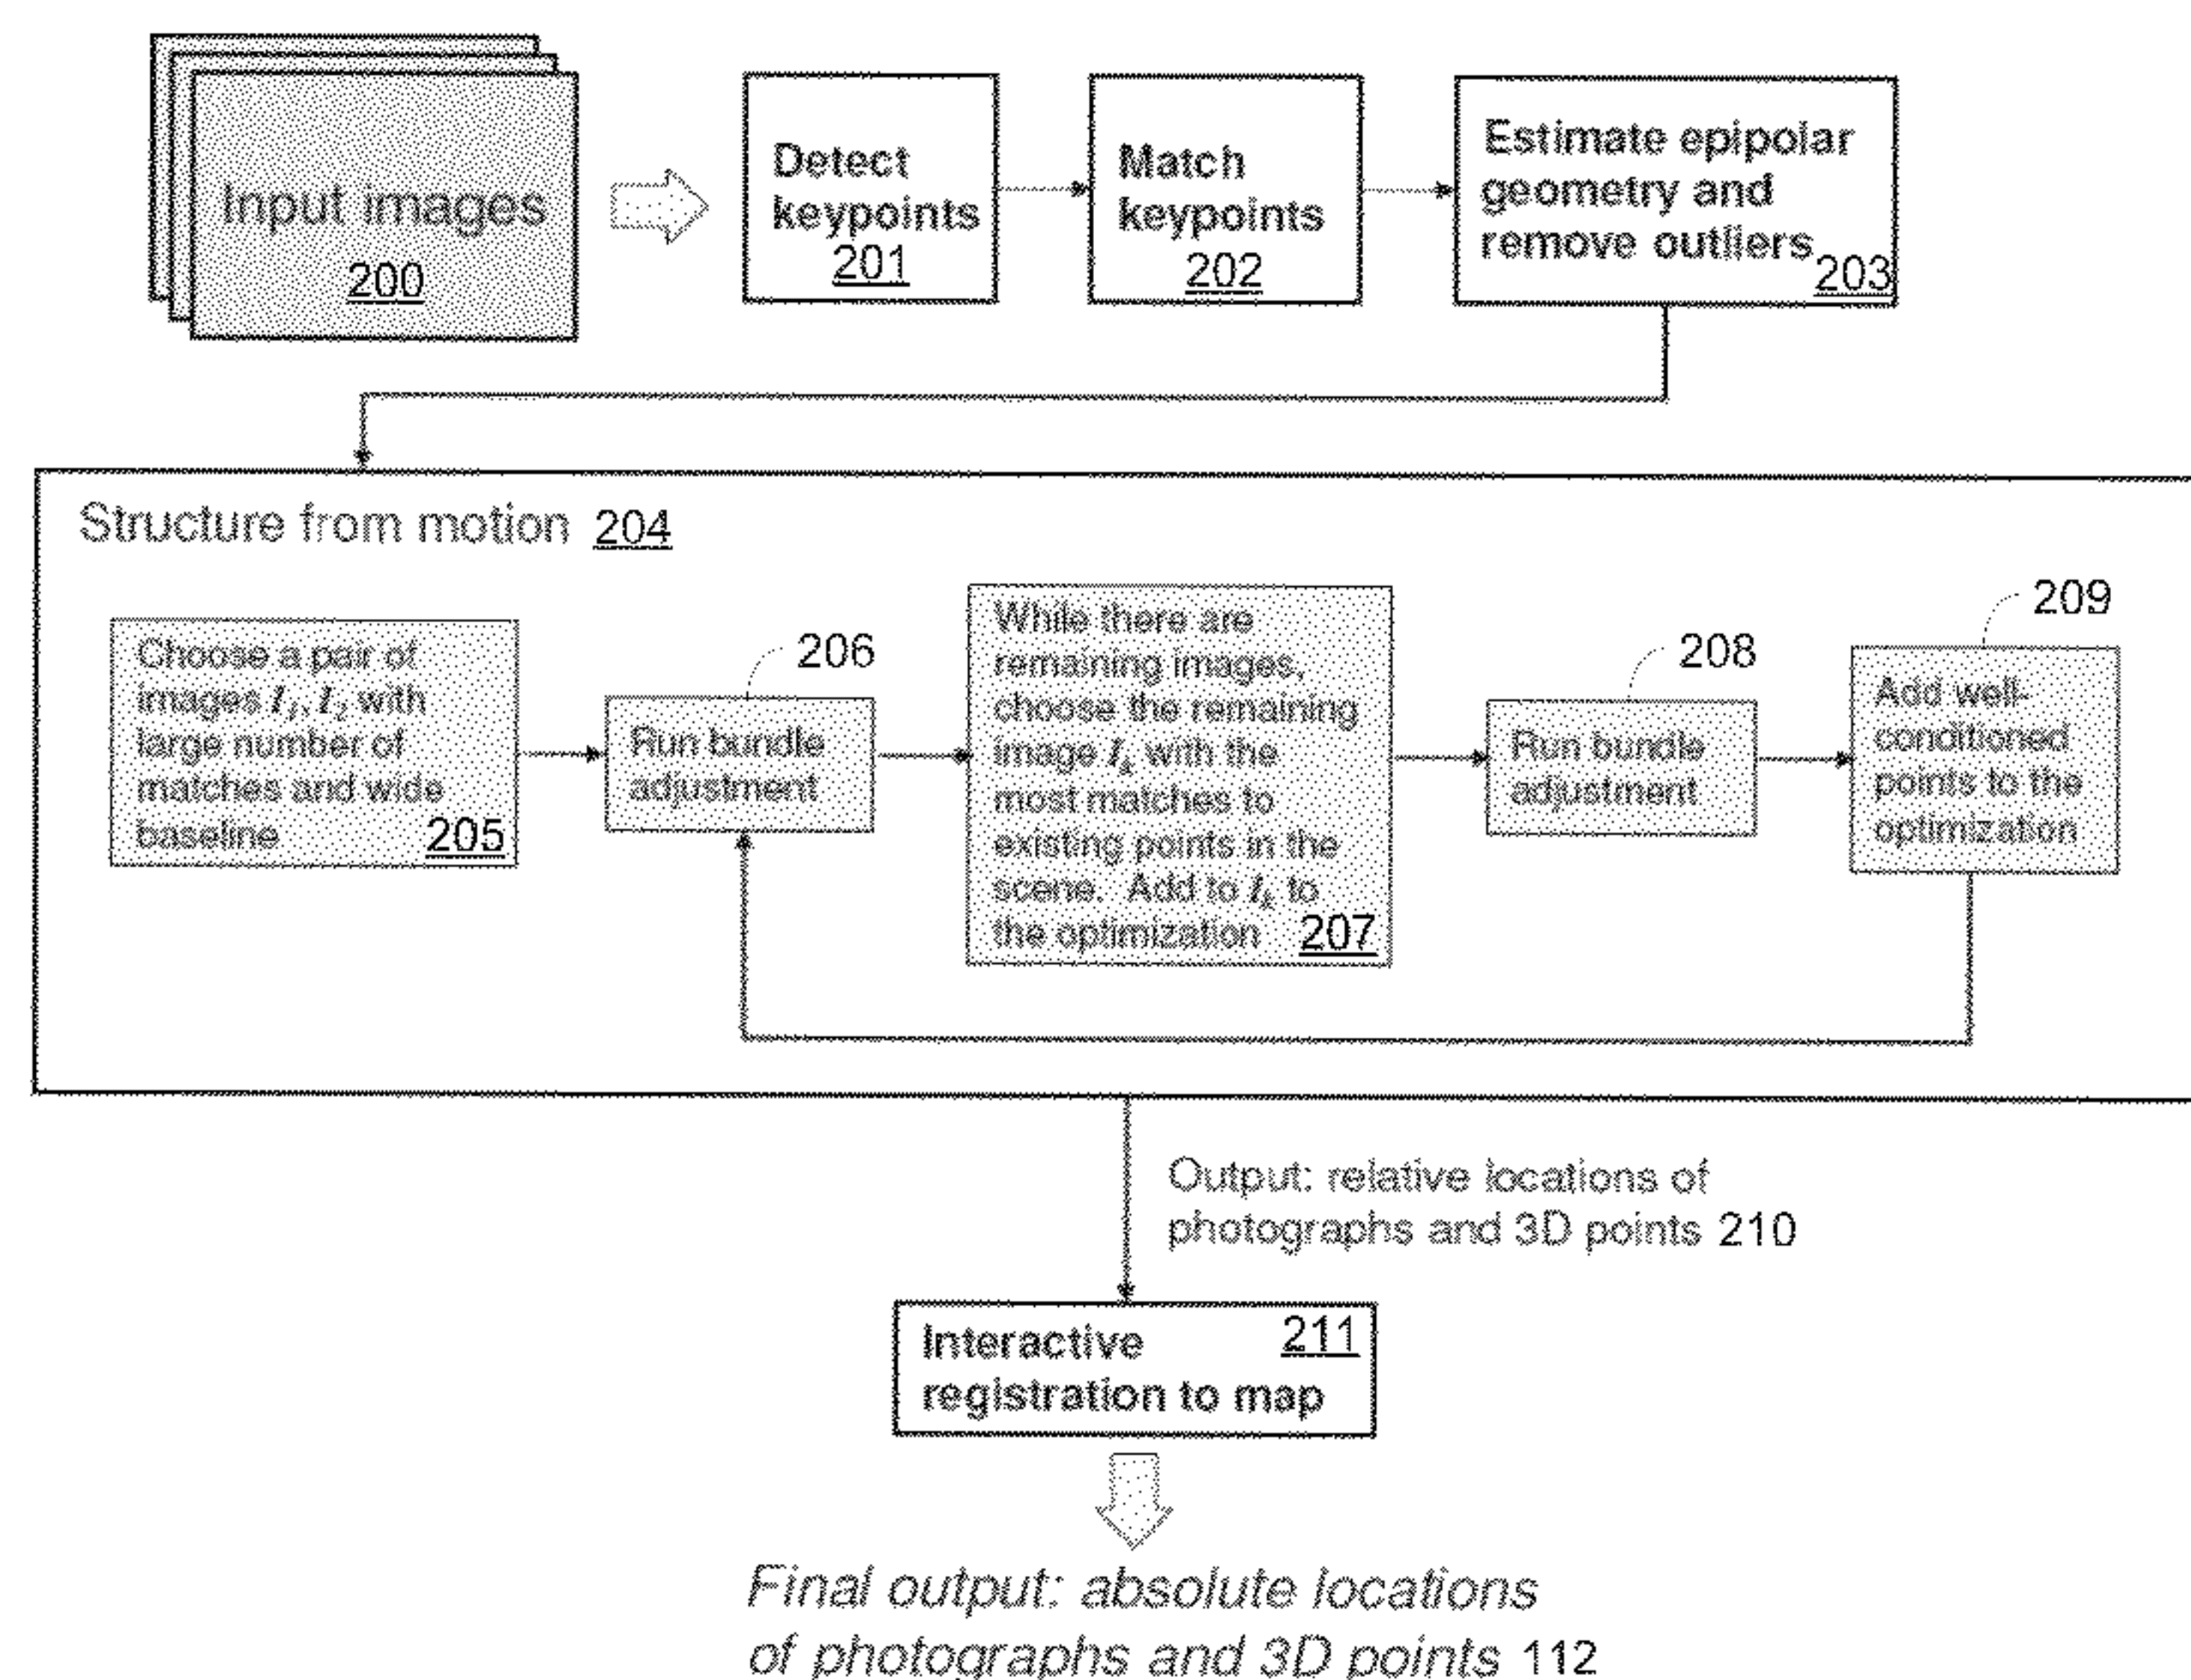 Input images
200
Detect
keypoints
201
Match
keypoints
202
Estimate epipolar
geometry and
remove outliers
203
Structure from motion 204
Choose a pair of
images I1, I2 with
large number of
matches and wide
baseline 205
206
Run bundle
adjustment
While there are
remaining images,
choose the remaining
image Ik with the
most matches to
existing points in the
scene. Add to Ik to
the optimization 207
208
Run bundle
adjustment
209
Add well-
conditioned
points to the
optimization
Output: relative locations of
photographs and 3D points 210
Interactive 211
registration to map
Final output: absolute locations
of photographs and 3D points 112